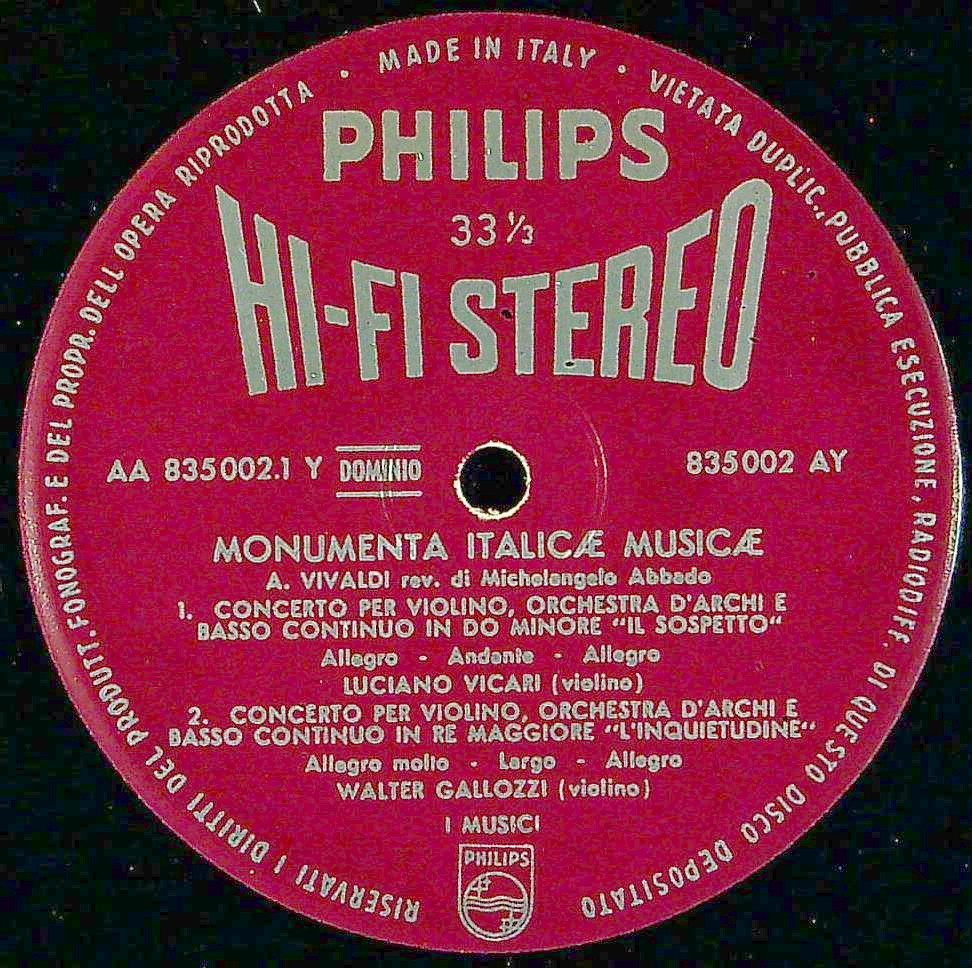 RISERVATI I DIRITTI DEL PRODUTT. FONOGRAF. E DEL PROPR. DELL'OPERA RIPRODOTTA • MADE IN ITALY • VIETATA DUPLIC., PUBBLICA ESECUZIONE, RADIODIFF. DI QUESTO DISCO DEPOSITATO
PHILIPS
33 ⅓
HI-FI STEREO
AA 835002.1 Y DOMINIO 835002 AY
MONUMENTA ITALICÆ MUSICÆ
A. VIVALDI rev. di Michelangelo Abbado
1. CONCERTO PER VIOLINO, ORCHESTRA D'ARCHI E
BASSO CONTINUO IN DO MINORE "IL SOSPETTO"
Allegro - Andante - Allegro
LUCIANO VICARI (violino)
2. CONCERTO PER VIOLINO, ORCHESTRA D'ARCHI E
BASSO CONTINUO IN RE MAGGIORE "L'INQUIETUDINE"
Allegro molto - Largo - Allegro
WALTER GALLOZZI (violino)
I MUSICI
PHILIPS